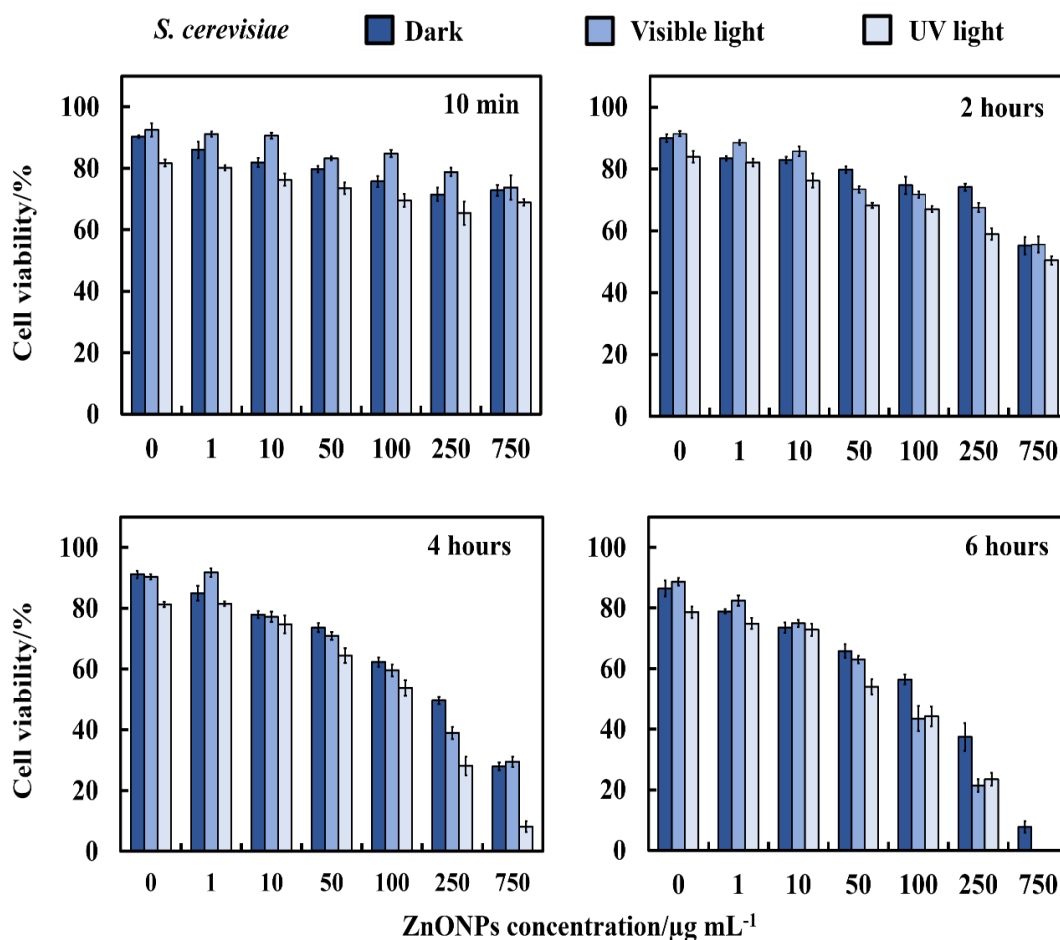 S. cerevisiae Dark Visible light UV light
10 min
100
80
60
40
20
0
0 1 10 50 100 250 750
2 hours
100
80
60
40
20
0
0 1 10 50 100 250 750
Cell viability/%
4 hours
100
80
60
40
20
0
0 1 10 50 100 250 750
6 hours
100
80
60
40
20
0
0 1 10 50 100 250 750
Cell viability/%
ZnONPs concentration/µg mL⁻¹